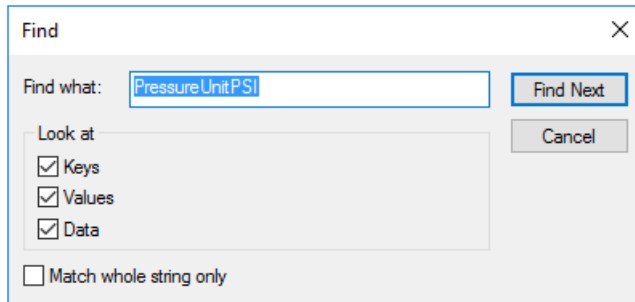 Find
Find what: PressureUnitPSI
Find Next
Look at
Cancel
Keys
Values
Data
Match whole string only